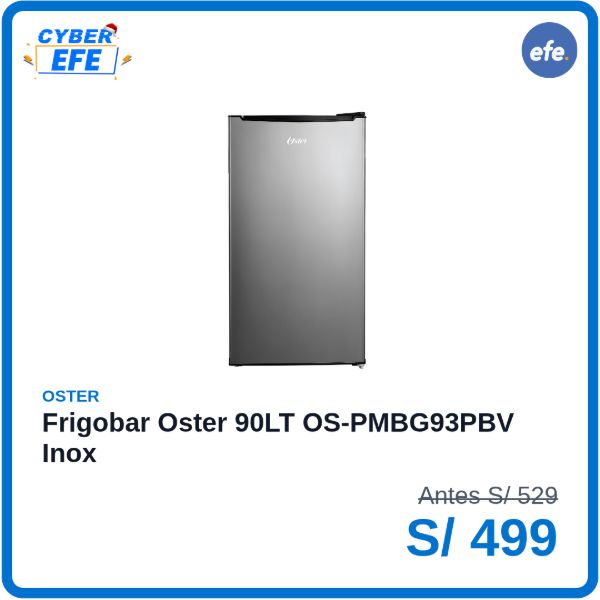 CYBER
EFE
efe.
Oster
OSTER
Frigobar Oster 90LT OS-PMBG93PBV
Inox
Antes S/ 529
S/ 499